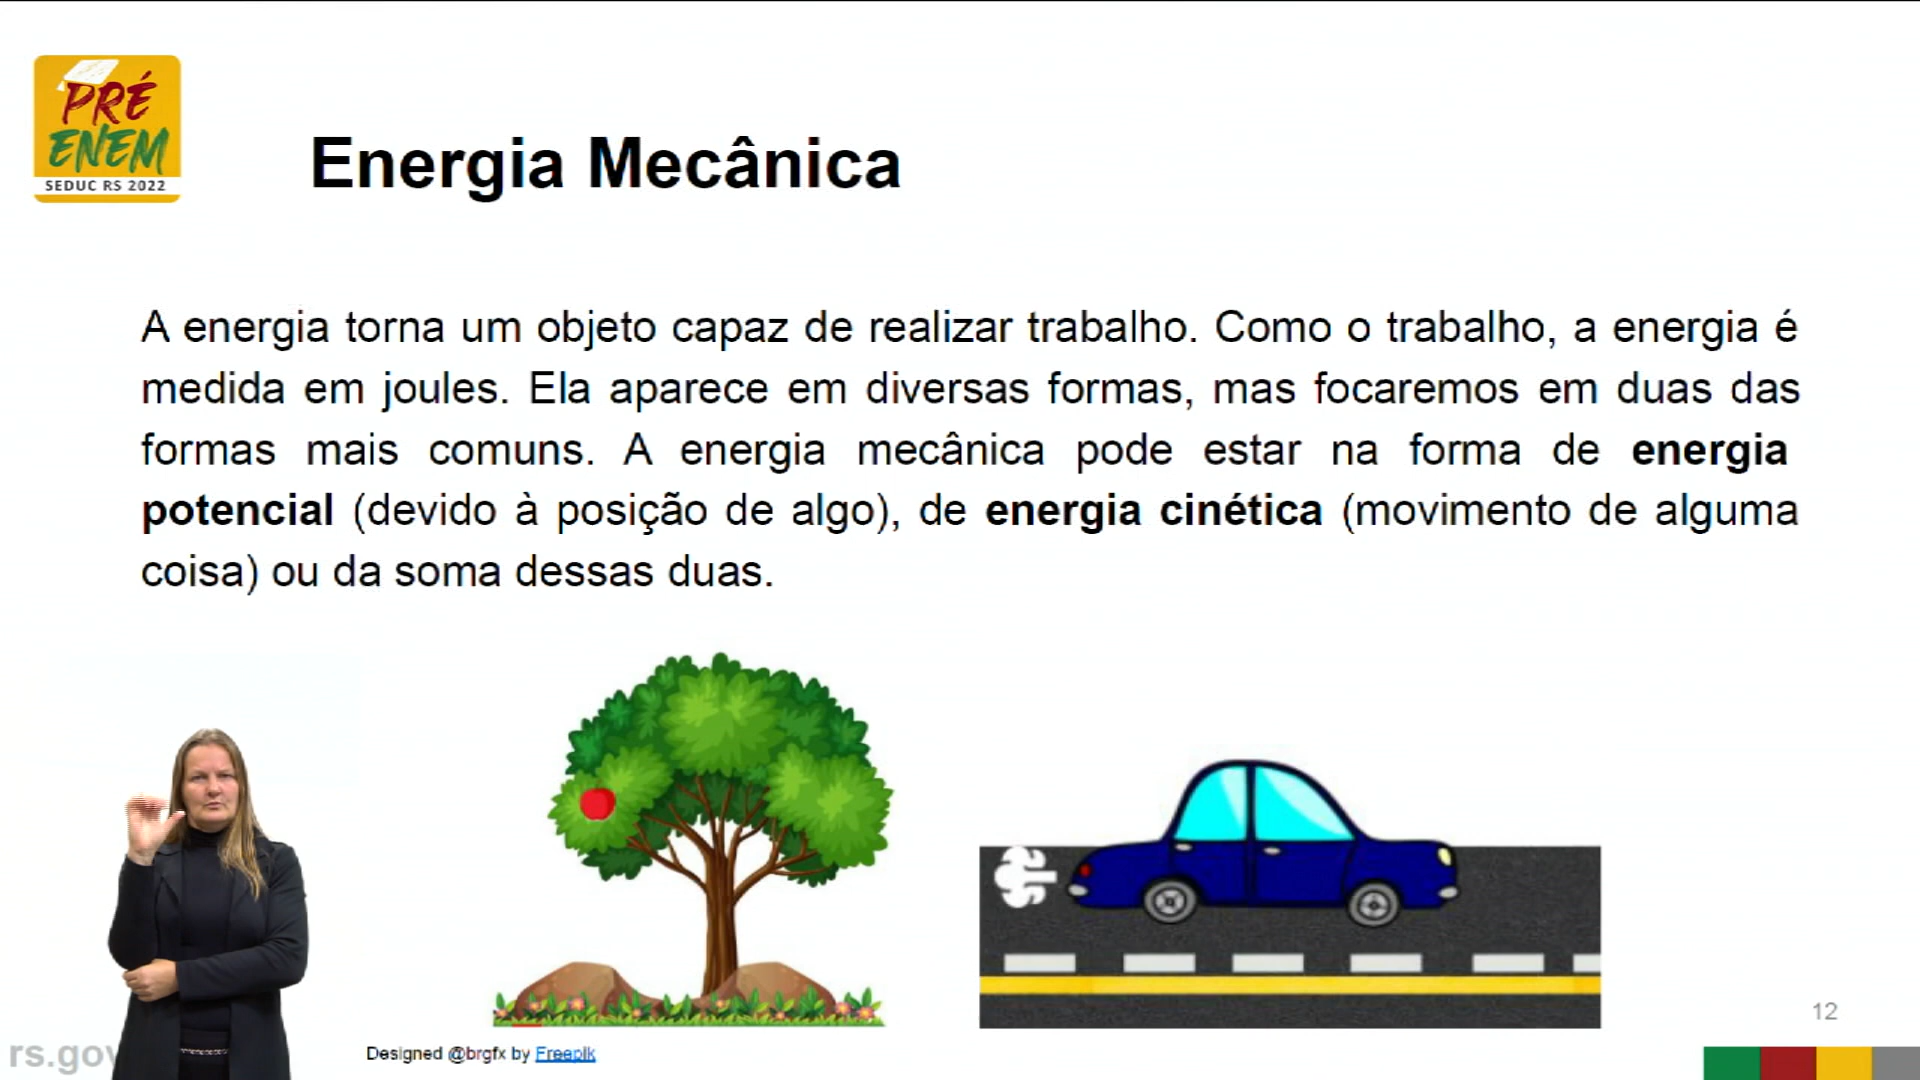 PRÉ
ENEM
SEDUC RS 2022
Energia Mecânica
A energia torna um objeto capaz de realizar trabalho. Como o trabalho, a energia é
medida em joules. Ela aparece em diversas formas, mas focaremos em duas das
formas mais comuns. A energia mecânica pode estar na forma de energia
potencial (devido à posição de algo), de energia cinética (movimento de alguma
coisa) ou da soma dessas duas.
12
Designed @brgfx by Freepik
rs.gov